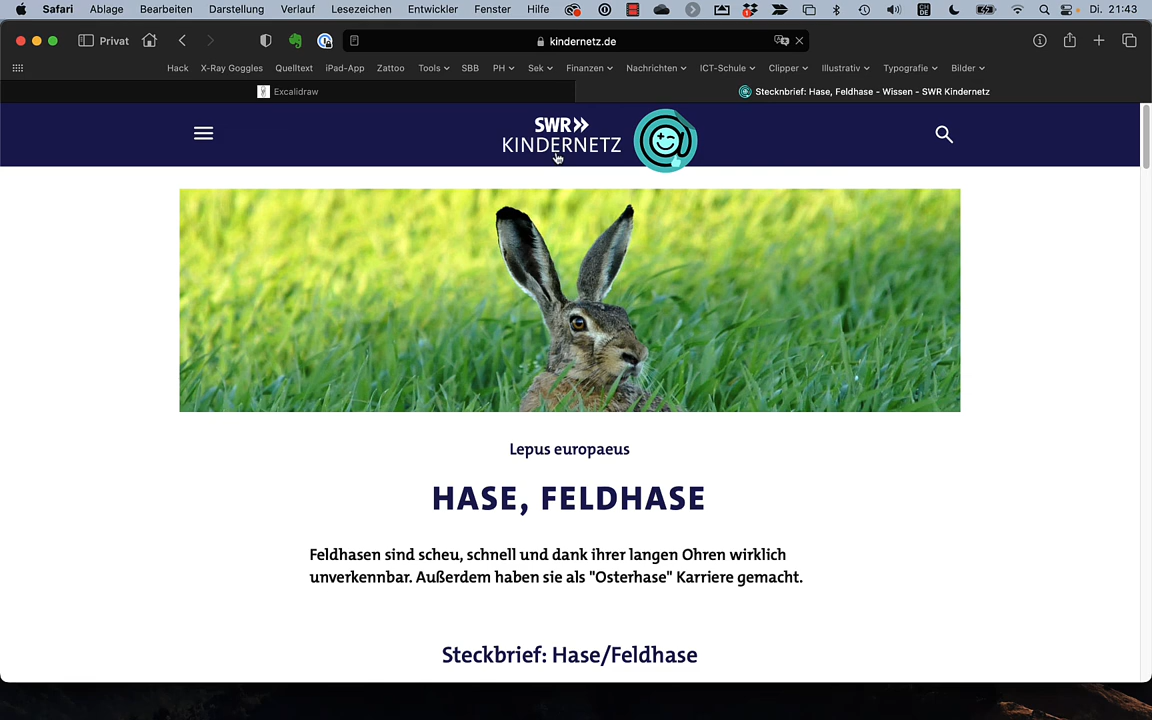 Safari Ablage Bearbeiten Darstellung Verlauf Lesezeichen Entwickler Fenster Hilfe 1 CH DE Di. 21:43
Privat kindernetz.de
Hack X-Ray Goggles Quelltext iPad-App Zattoo Tools SBB PH Sek Finanzen Nachrichten ICT-Schule Clipper Illustrativ Typografie Bilder
Excalidraw Stecknbrief: Hase, Feldhase - Wissen - SWR Kindernetz
SWR
KINDERNETZ
Lepus europaeus
HASE, FELDHASE
Feldhasen sind scheu, schnell und dank ihrer langen Ohren wirklich
unverkennbar. Außerdem haben sie als "Osterhase" Karriere gemacht.
Steckbrief: Hase/Feldhase